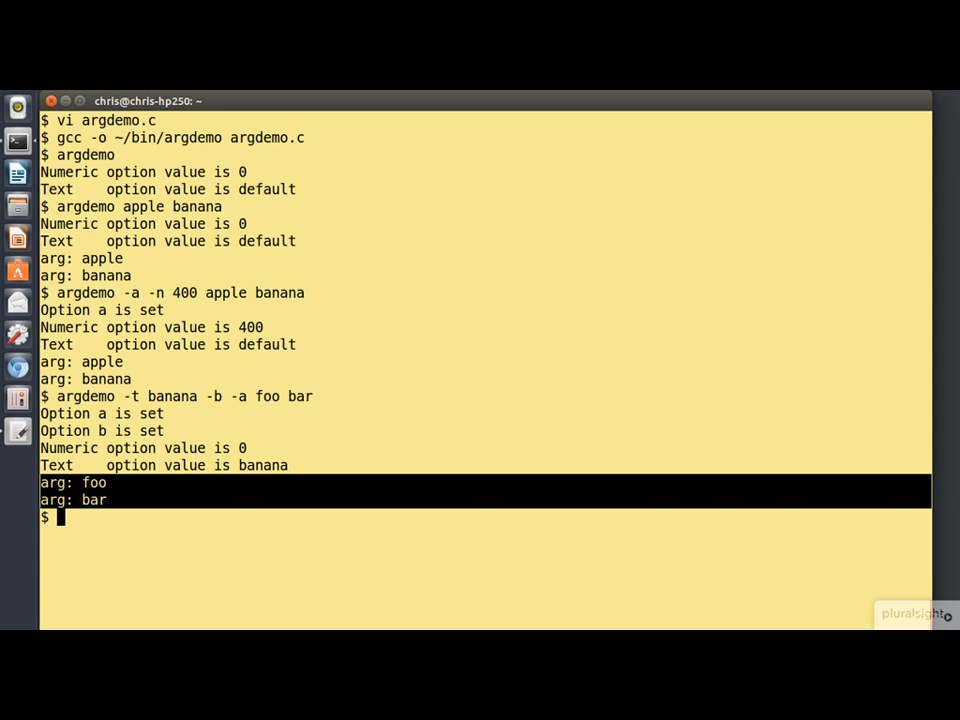 chris@chris-hp250: ~
$ vi argdemo.c
$ gcc -o ~/bin/argdemo argdemo.c
$ argdemo
Numeric option value is 0
Text    option value is default
$ argdemo apple banana
Numeric option value is 0
Text    option value is default
arg: apple
arg: banana
$ argdemo -a -n 400 apple banana
Option a is set
Numeric option value is 400
Text    option value is default
arg: apple
arg: banana
$ argdemo -t banana -b -a foo bar
Option a is set
Option b is set
Numeric option value is 0
Text    option value is banana
arg: foo
arg: bar
$
pluralsight